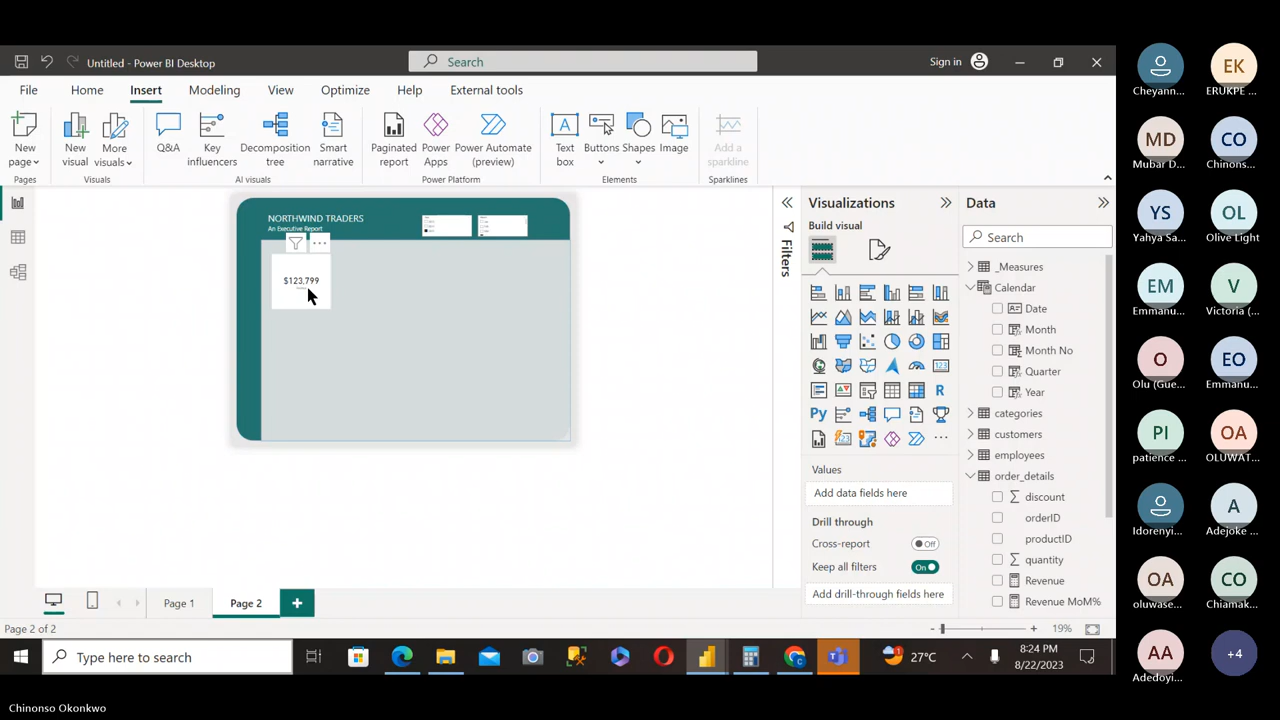 Untitled - Power BI Desktop
Search
Sign in
File
Home
Insert
Modeling
View
Optimize
Help
External tools
New page
New visual
More visuals
Q&A
Key influencers
Decomposition tree
Smart narrative
Paginated report
Power Apps
Power Automate (preview)
Text box
Buttons
Shapes
Image
Add a sparkline
Pages
Visuals
AI visuals
Power Platform
Elements
Sparklines
NORTHWIND TRADERS
An Executive Report
$123,799
Filters
Visualizations
Build visual
123
R
Py
Values
Add data fields here
Drill through
Cross-report
Off
Keep all filters
On
Add drill-through fields here
Data
Search
_Measures
Calendar
Date
Month
Month No
Quarter
Year
categories
customers
employees
order_details
discount
orderID
productID
quantity
Revenue
Revenue MoM%
Page 1
Page 2
Page 2 of 2
19%
Type here to search
27°C
8:24 PM
8/22/2023
Cheyann...
EK
ERUKPE ...
MD
Mubar D...
CO
Chinons...
YS
Yahya Sa...
OL
Olive Light
EM
Emmanu...
V
Victoria (...
O
Olu (Gue...
EO
Emmanu...
PI
patience ...
OA
OLUWAT...
Idorenyi...
A
Adejoke ...
OA
oluwase...
CO
Chiamak...
AA
Adedoyi...
+4
Chinonso Okonkwo